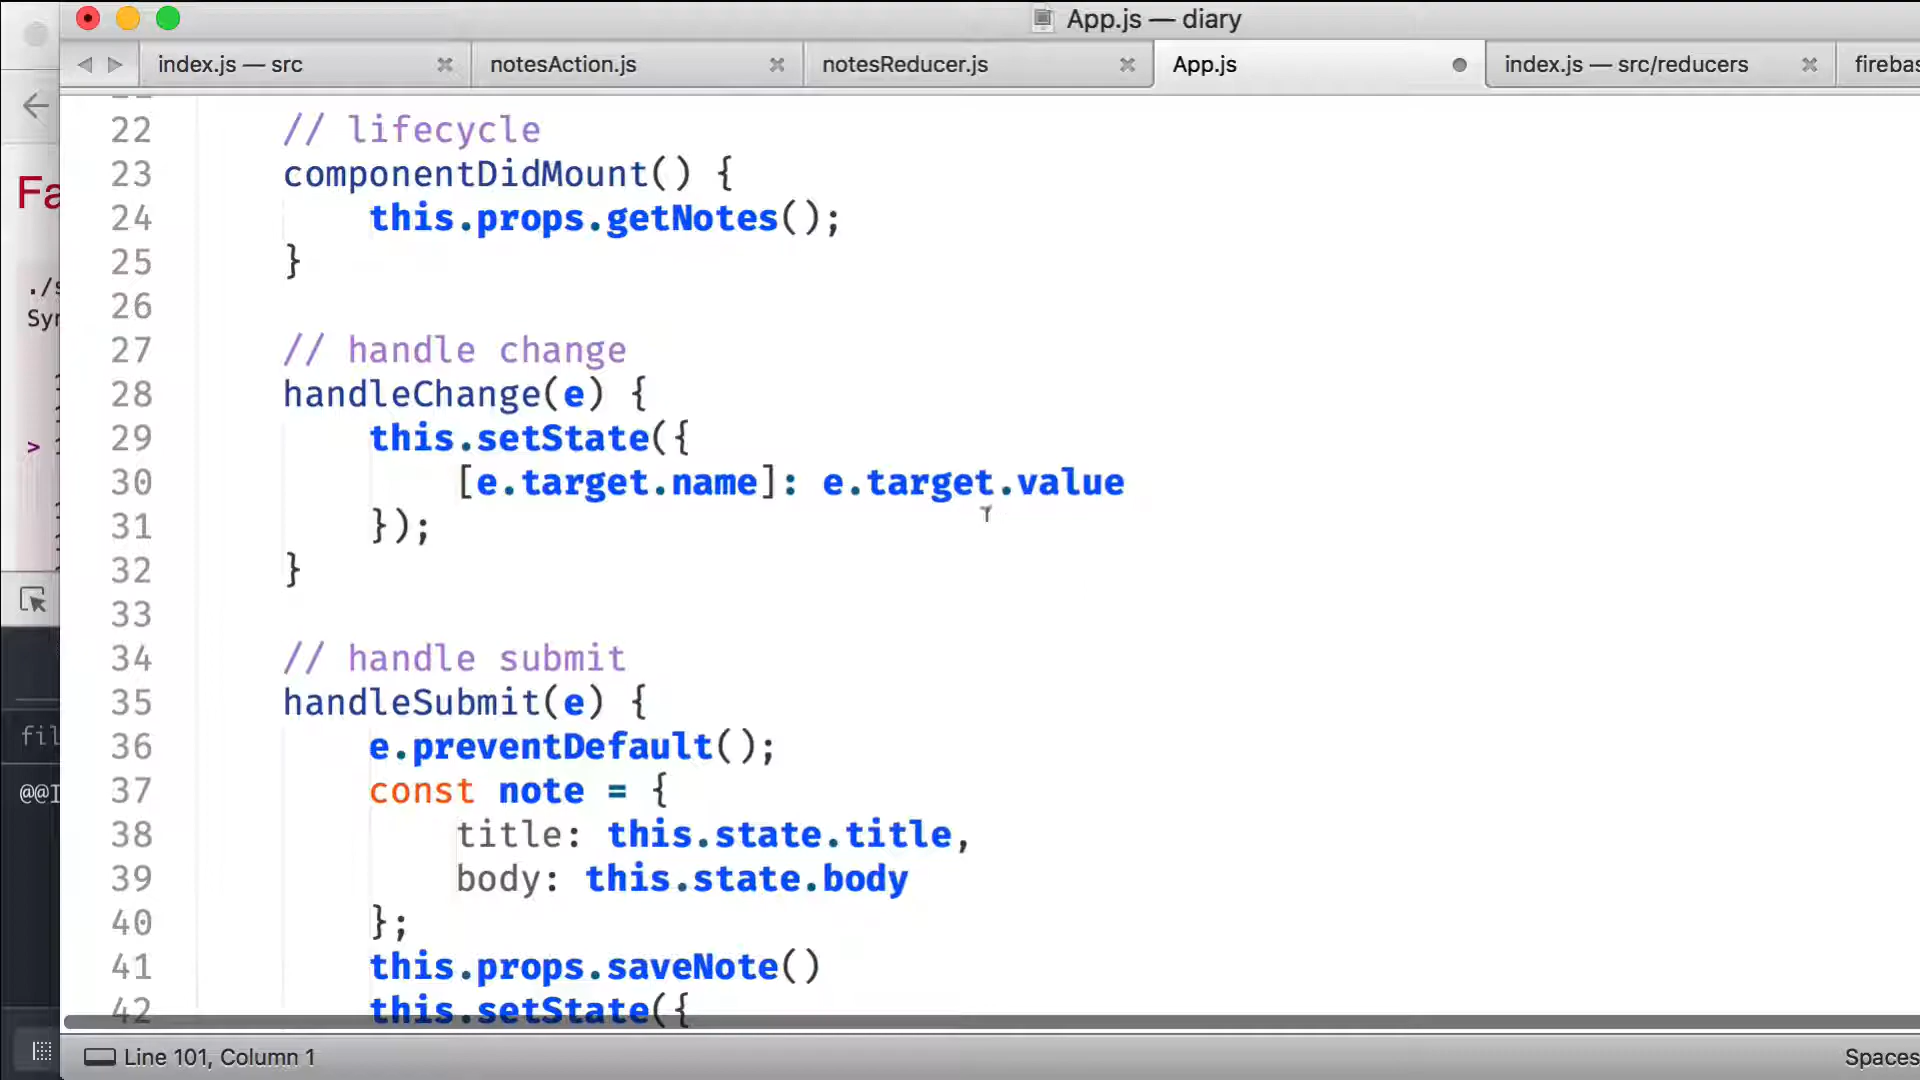 App.js — diary
index.js — src
notesAction.js
notesReducer.js
App.js
index.js — src/reducers
22 // lifecycle
23 componentDidMount() {
24 this.props.getNotes();
25 }
26
27 // handle change
28 handleChange(e) {
29 this.setState({
30 [e.target.name]: e.target.value
31 });
32 }
33
34 // handle submit
35 handleSubmit(e) {
36 e.preventDefault();
37 const note = {
38 title: this.state.title,
39 body: this.state.body
40 };
41 this.props.saveNote()
42 this.setState({
Line 101, Column 1
Spaces